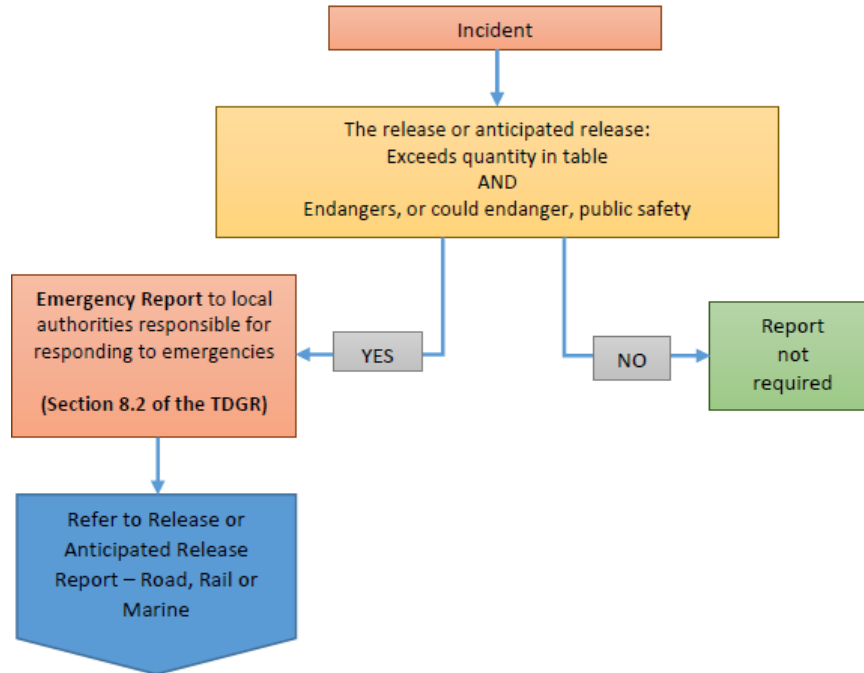 Incident
The release or anticipated release:
Exceeds quantity in table
AND
Endangers, or could endanger, public safety
Emergency Report to local
authorities responsible for
responding to emergencies
(Section 8.2 of the TDGR)
YES
NO
Report
not
required
Refer to Release or
Anticipated Release
Report – Road, Rail or
Marine